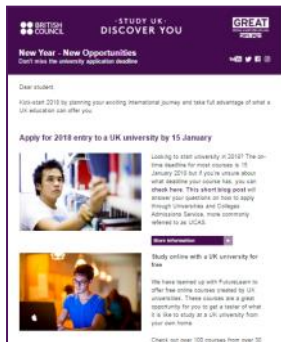 BRITISH COUNCIL
STUDY UK:
DISCOVER YOU
GREAT
New Year - New Opportunities
Don't miss the university application deadline
Dear student,
Kick-start 2018 by planning your exciting international journey and take full advantage of what a
UK education can offer you.
Apply for 2018 entry to a UK university by 15 January
Looking to start university in 2018? The on-
time deadline for most courses is 15
January 2018 but if you're unsure about
what deadline your course has, you can
check here. This short blog post will
answer your questions on how to apply
through Universities and Colleges
Admissions Service, more commonly
referred to as UCAS.
More information
Study online with a UK university for
free
We have teamed up with FutureLearn to
offer free online courses created by UK
universities. These courses are a great
opportunity for you to get a taster of what
it is like to study at a UK university from
your own home.
Check out over 100 courses from over 30